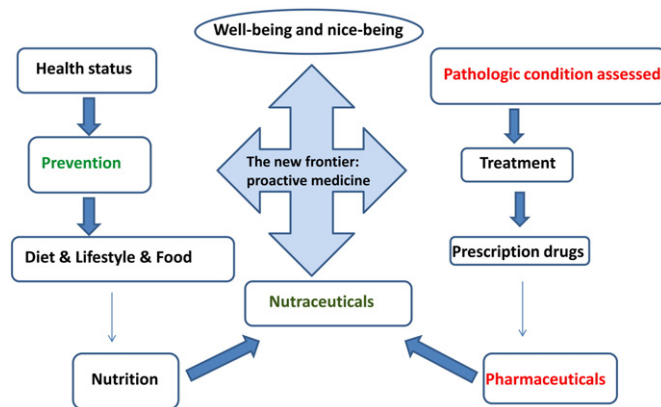 Well-being and nice-being
Health status
Pathologic condition assessed
Prevention
The new frontier:
proactive medicine
Treatment
Diet & Lifestyle & Food
Prescription drugs
Nutraceuticals
Nutrition
Pharmaceuticals